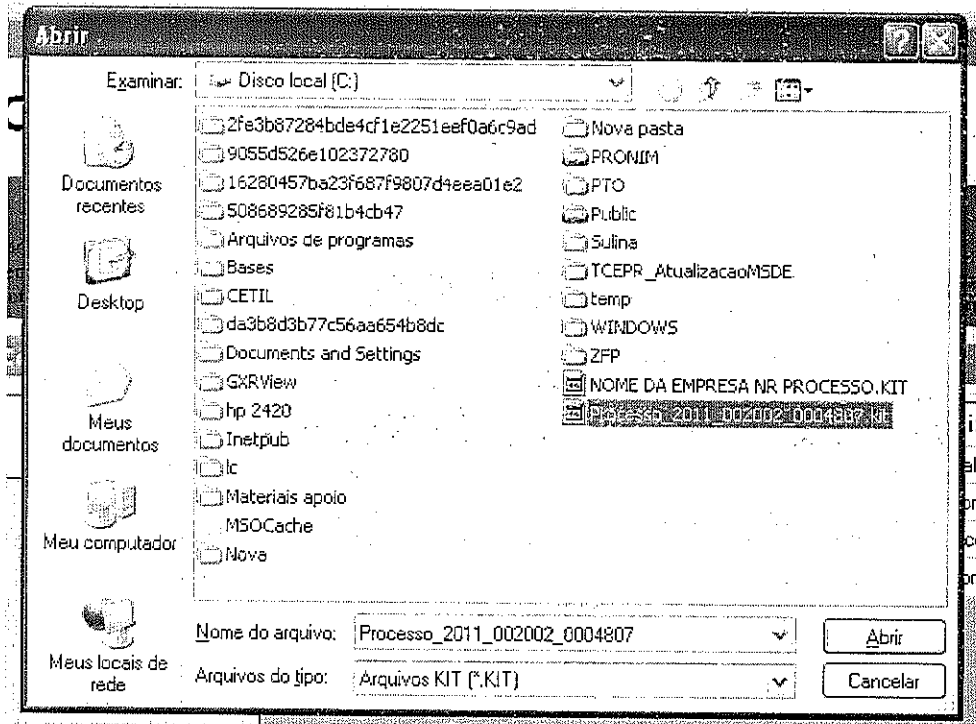 Abrir
Examinar: Disco local (C:)
Documentos
recentes
Desktop
Meus
documentos
Meu computador
Meus locais de
rede
2fe3b87284bde4cf1e2251eef0a6c9ad
9055d526e102372780
16280457ba23f687f9807d4eea01e2
508689285f81b4cb47
Arquivos de programas
Bases
CETIL
da3b8d3b77c56aa654b8dc
Documents and Settings
GXRView
hp 2420
Inetpub
lc
Materiais apoio
MSOCache
Nova
Nova pasta
PRONIM
PTO
Public
Sulina
TCEPR_AtualizacaoMSDE
temp
WINDOWS
ZFP
NOME DA EMPRESA NR PROCESSO.KIT
Processo_2011_002002_0004807.kit
Nome do arquivo: Processo_2011_002002_0004807
Abrir
Arquivos do tipo: Arquivos KIT (*.KIT)
Cancelar